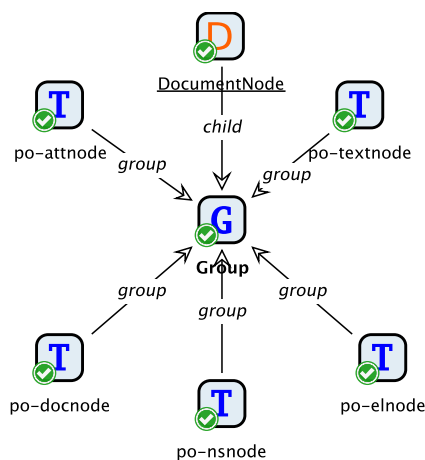 D
DocumentNode
T
po-attnode
T
po-textnode
child
group
group
G
Group
group
group
group
T
po-docnode
T
po-nsnode
T
po-elnode